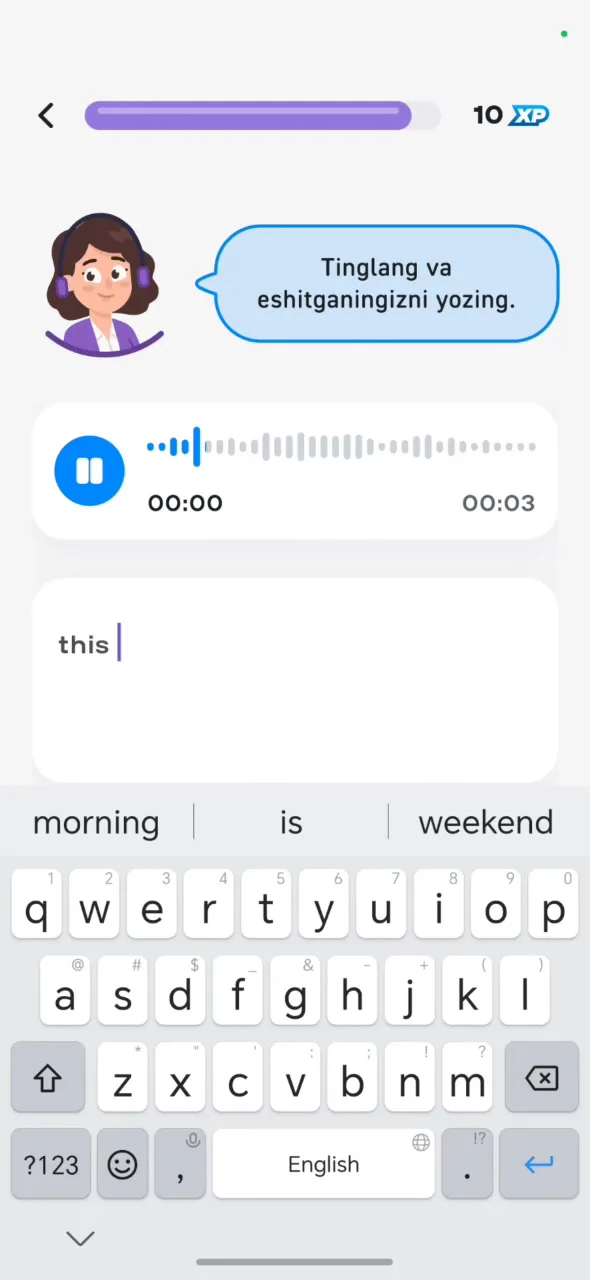 10 XP
Tinglang va
eshitganingizni yozing.
00:00 00:03
this
morning is weekend
1 2 3 4 5 6 7 8 9 0
q w e r t y u i o p
@ # $ _ & - + ( )
a s d f g h j k l
* " ' : ; ! ?
z x c v b n m
!?
?123 , English .